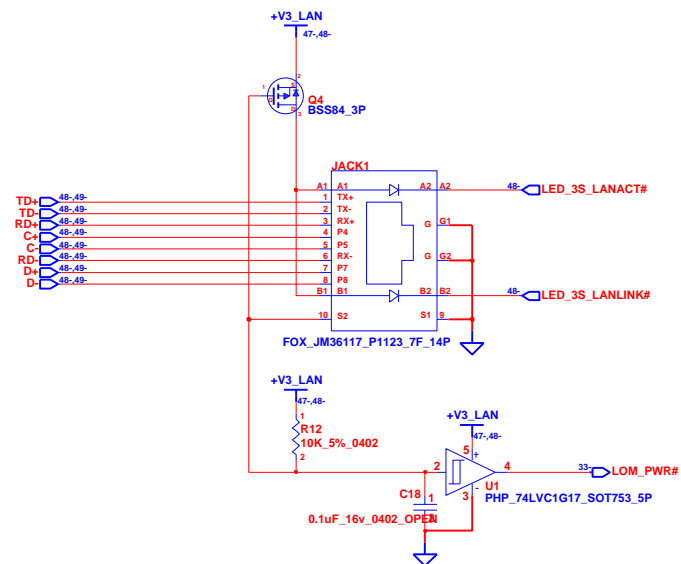 +V3_LAN
47-,48-
2
1
S
G
D
Q4
BSS84_3P
3
JACK1
A1 A1 A2 A2 48- LED_3S_LANACT#
TD+ 48-,49- 1 TX+
TD- 48-,49- 2 TX-
RD+ 48-,49- 3 RX+ G G1
C+ 48-,49- 4 P4
C- 48-,49- 5 P5
RD- 48-,49- 6 RX- G G2
D+ 48-,49- 7 P7
D- 48-,49- 8 P8
B1 B1 B2 B2 48- LED_3S_LANLINK#
10 S2 S1 9
FOX_JM36117_P1123_7F_14P
+V3_LAN
47-,48-
1
R12
10K_5%_0402
2
+V3_LAN
47-,48-
5 +
2 4 33- LOM_PWR#
3 -
U1
PHP_74LVC1G17_SOT753_5P
C18 1
2
0.1uF_16v_0402_OPEN